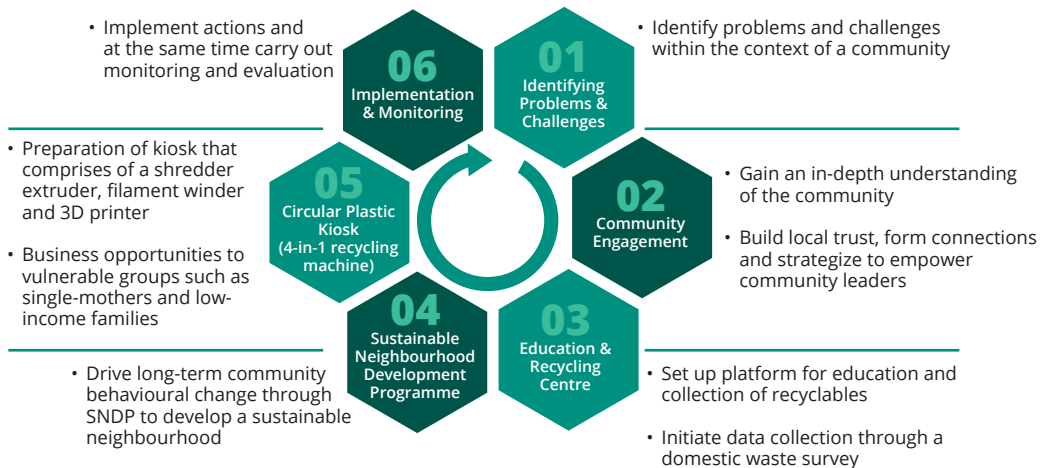 01
Identifying
Problems &
Challenges
• Identify problems and challenges
within the context of a community
02
Community
Engagement
• Gain an in-depth understanding
of the community
• Build local trust, form connections
and strategize to empower
community leaders
03
Education &
Recycling
Centre
• Set up platform for education and
collection of recyclables
• Initiate data collection through a
domestic waste survey
04
Sustainable
Neighbourhood
Development
Programme
• Drive long-term community
behavioural change through
SNDP to develop a sustainable
neighbourhood
05
Circular Plastic
Kiosk
(4-in-1 recycling
machine)
• Preparation of kiosk that
comprises of a shredder
extruder, filament winder
and 3D printer
• Business opportunities to
vulnerable groups such as
single-mothers and low-
income families
06
Implementation
& Monitoring
• Implement actions and
at the same time carry out
monitoring and evaluation